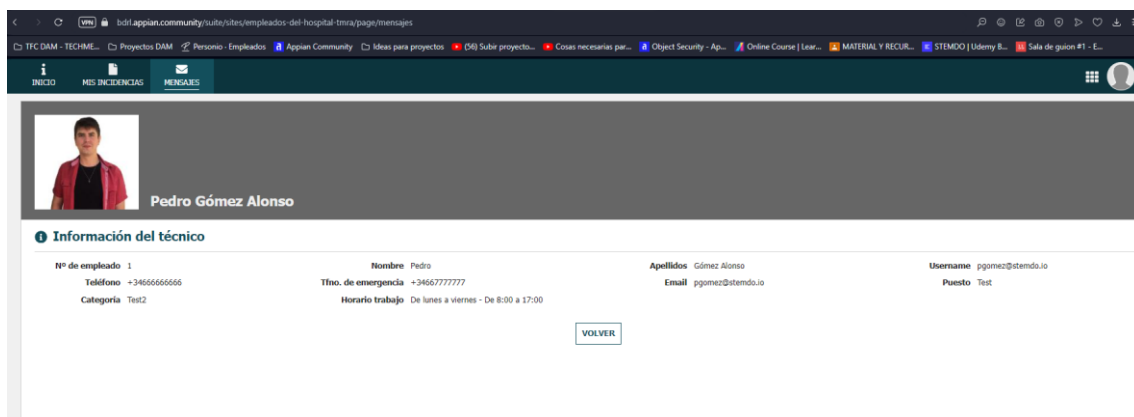 VPN bdrl.appian.community/suite/sites/empleados-del-hospital-tmra/page/mensajes
TFC DAM - TECHME... Proyectos DAM Personio - Empleados Appian Community Ideas para proyectos (56) Subir proyecto... Cosas necesarias par... Object Security - Ap... Online Course | Lear... MATERIAL Y RECUR... STEMDO | Udemy B... Sala de guion #1 - E...
INICIO MIS INCIDENCIAS MENSAJES
Pedro Gómez Alonso
Información del técnico
Nº de empleado 1 Nombre Pedro Apellidos Gómez Alonso Username pgomez@stemdo.io
Teléfono +34666666666 Tfno. de emergencia +34667777777 Email pgomez@stemdo.io Puesto Test
Categoría Test2 Horario trabajo De lunes a viernes - De 8:00 a 17:00
VOLVER